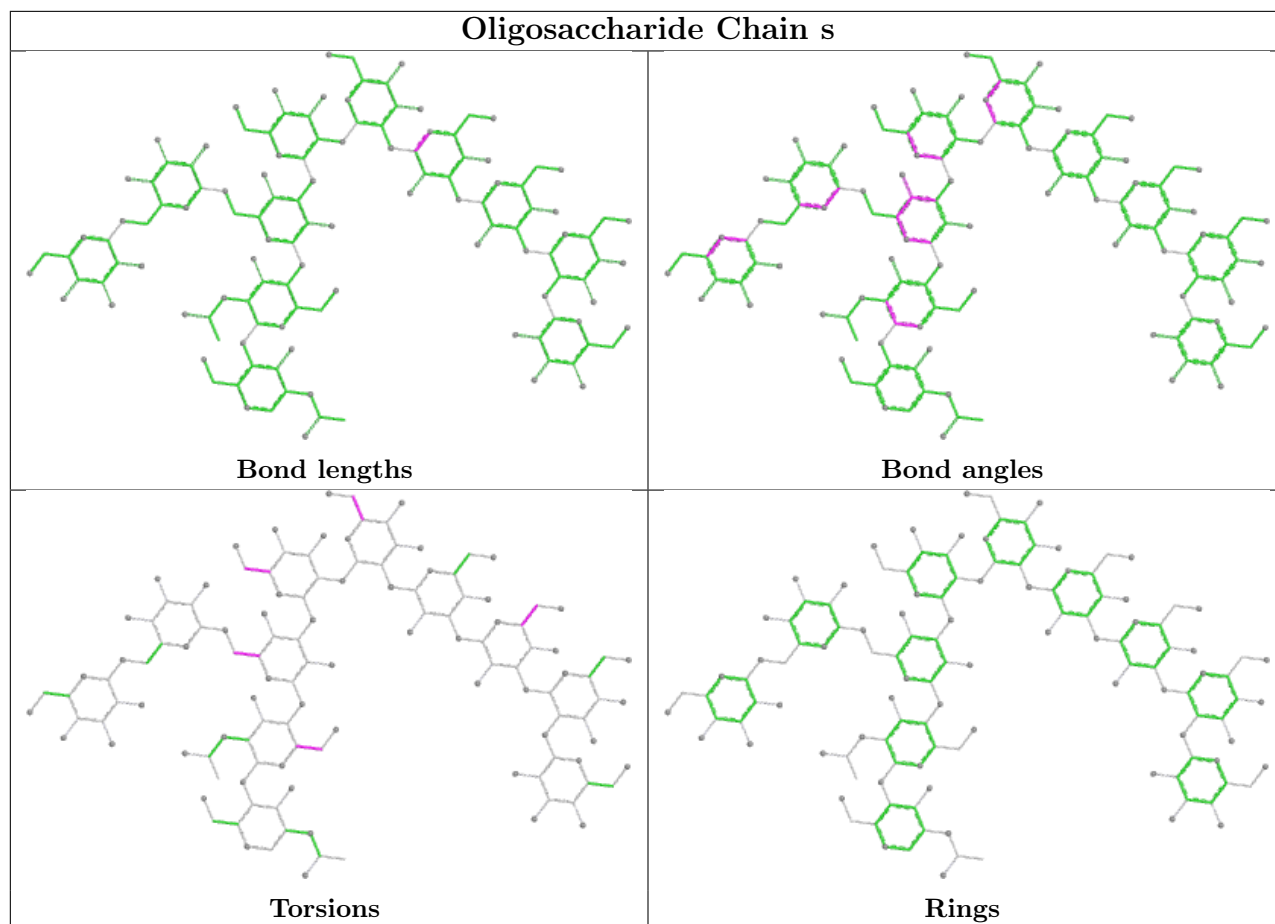 Oligosaccharide Chain s
Bond lengths
Bond angles
Torsions
Rings